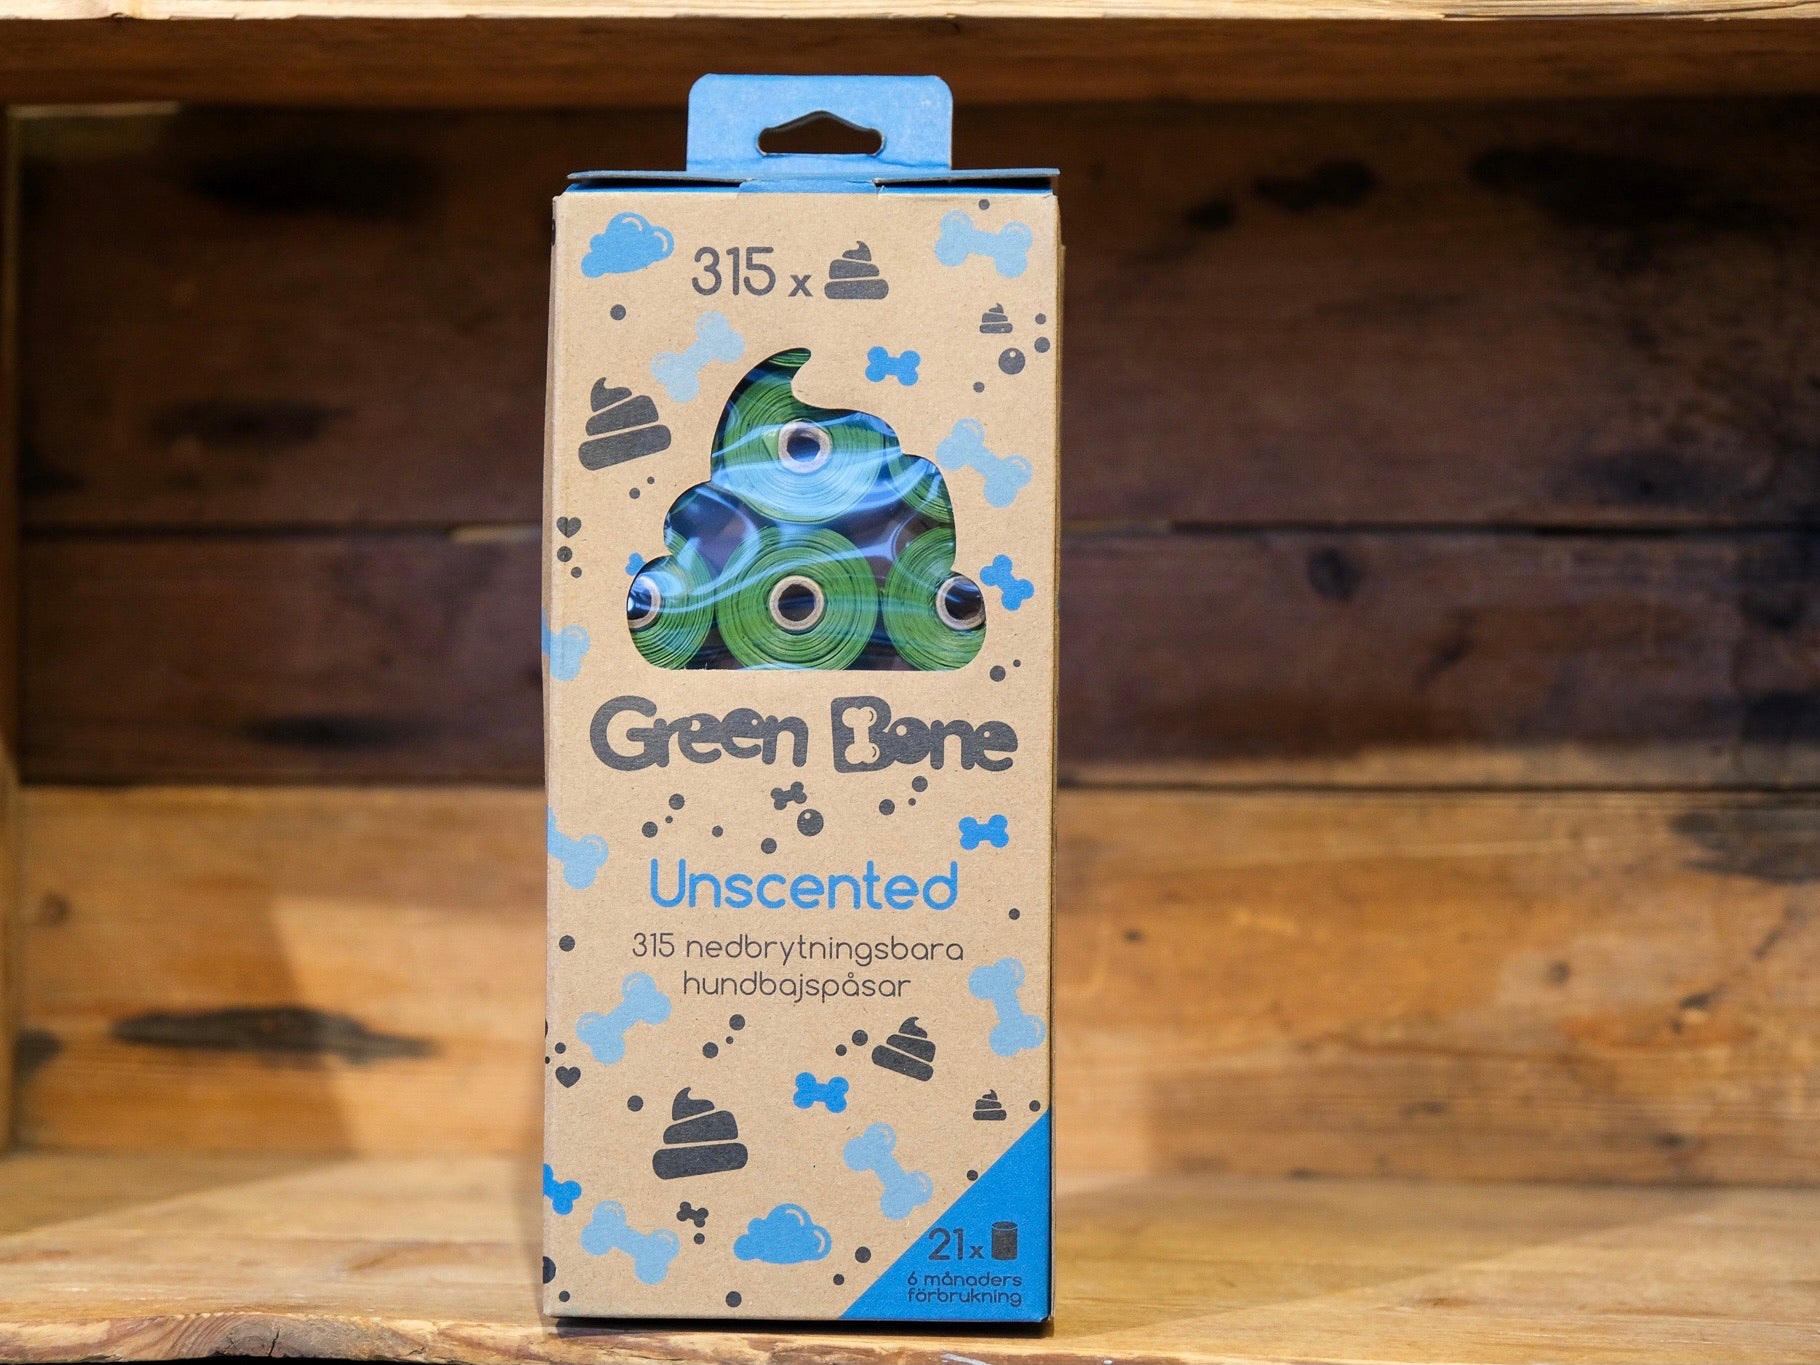 315 x
Green Bone
Unscented
315 nedbrytningsbara
hundbajspåsar
21x
6 månaders
förbrukning